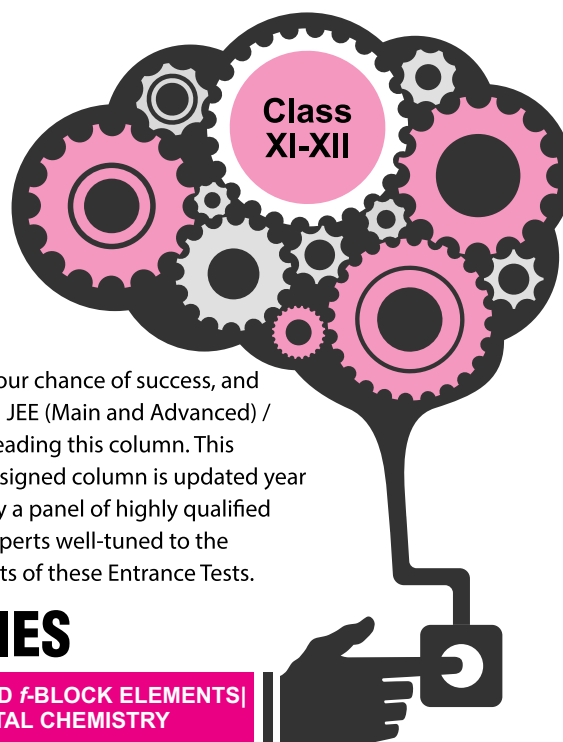 Class
XI-XII
our chance of success, and
JEE (Main and Advanced) /
eading this column. This
signed column is updated year
y a panel of highly qualified
perts well-tuned to the
ts of these Entrance Tests.
IES
D f-BLOCK ELEMENTS|
TAL CHEMISTRY